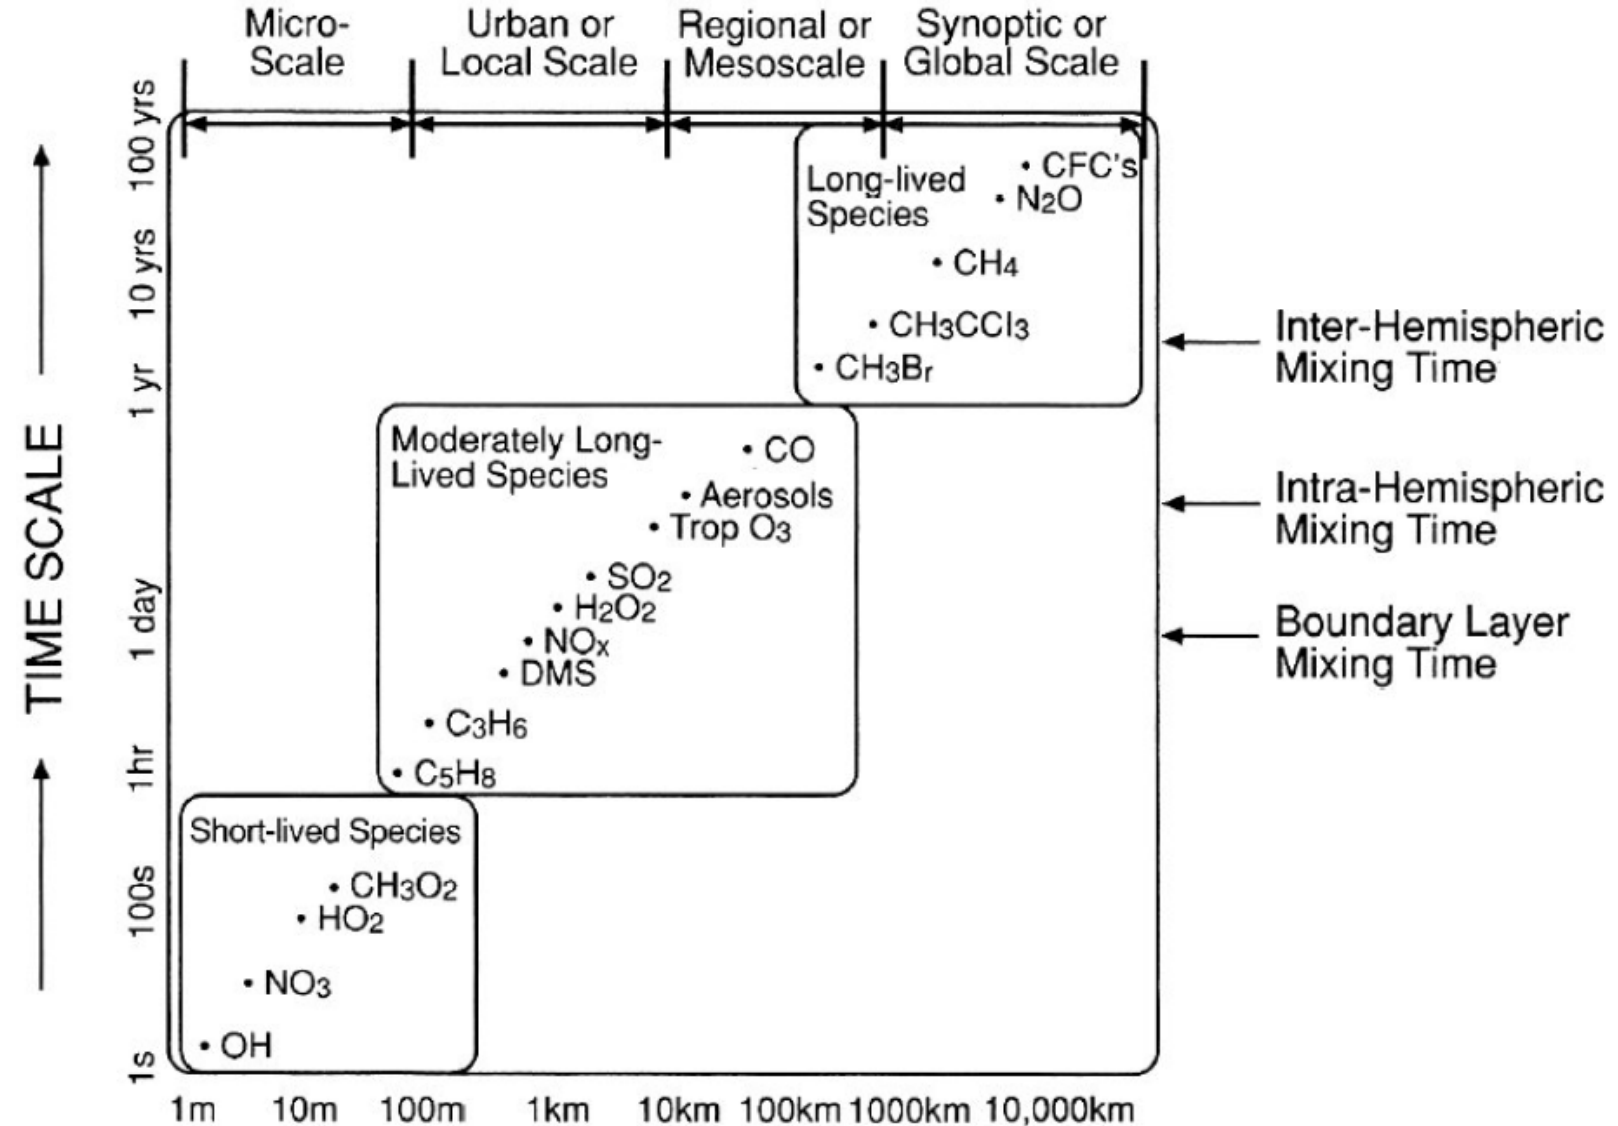 Micro-
Scale
Urban or
Local Scale
Regional or
Mesoscale
Synoptic or
Global Scale
TIME SCALE
100 yrs
10 yrs
1 yr
1 day
1hr
100s
1s
Long-lived
Species
CFC's
N2O
CH4
CH3CCl3
CH3Br
Moderately Long-
Lived Species
CO
Aerosols
Trop O3
SO2
H2O2
NOx
DMS
C3H6
C5H8
Short-lived Species
CH3O2
HO2
NO3
OH
Inter-Hemispheric
Mixing Time
Intra-Hemispheric
Mixing Time
Boundary Layer
Mixing Time
1m 10m 100m 1km 10km 100km 1000km 10,000km